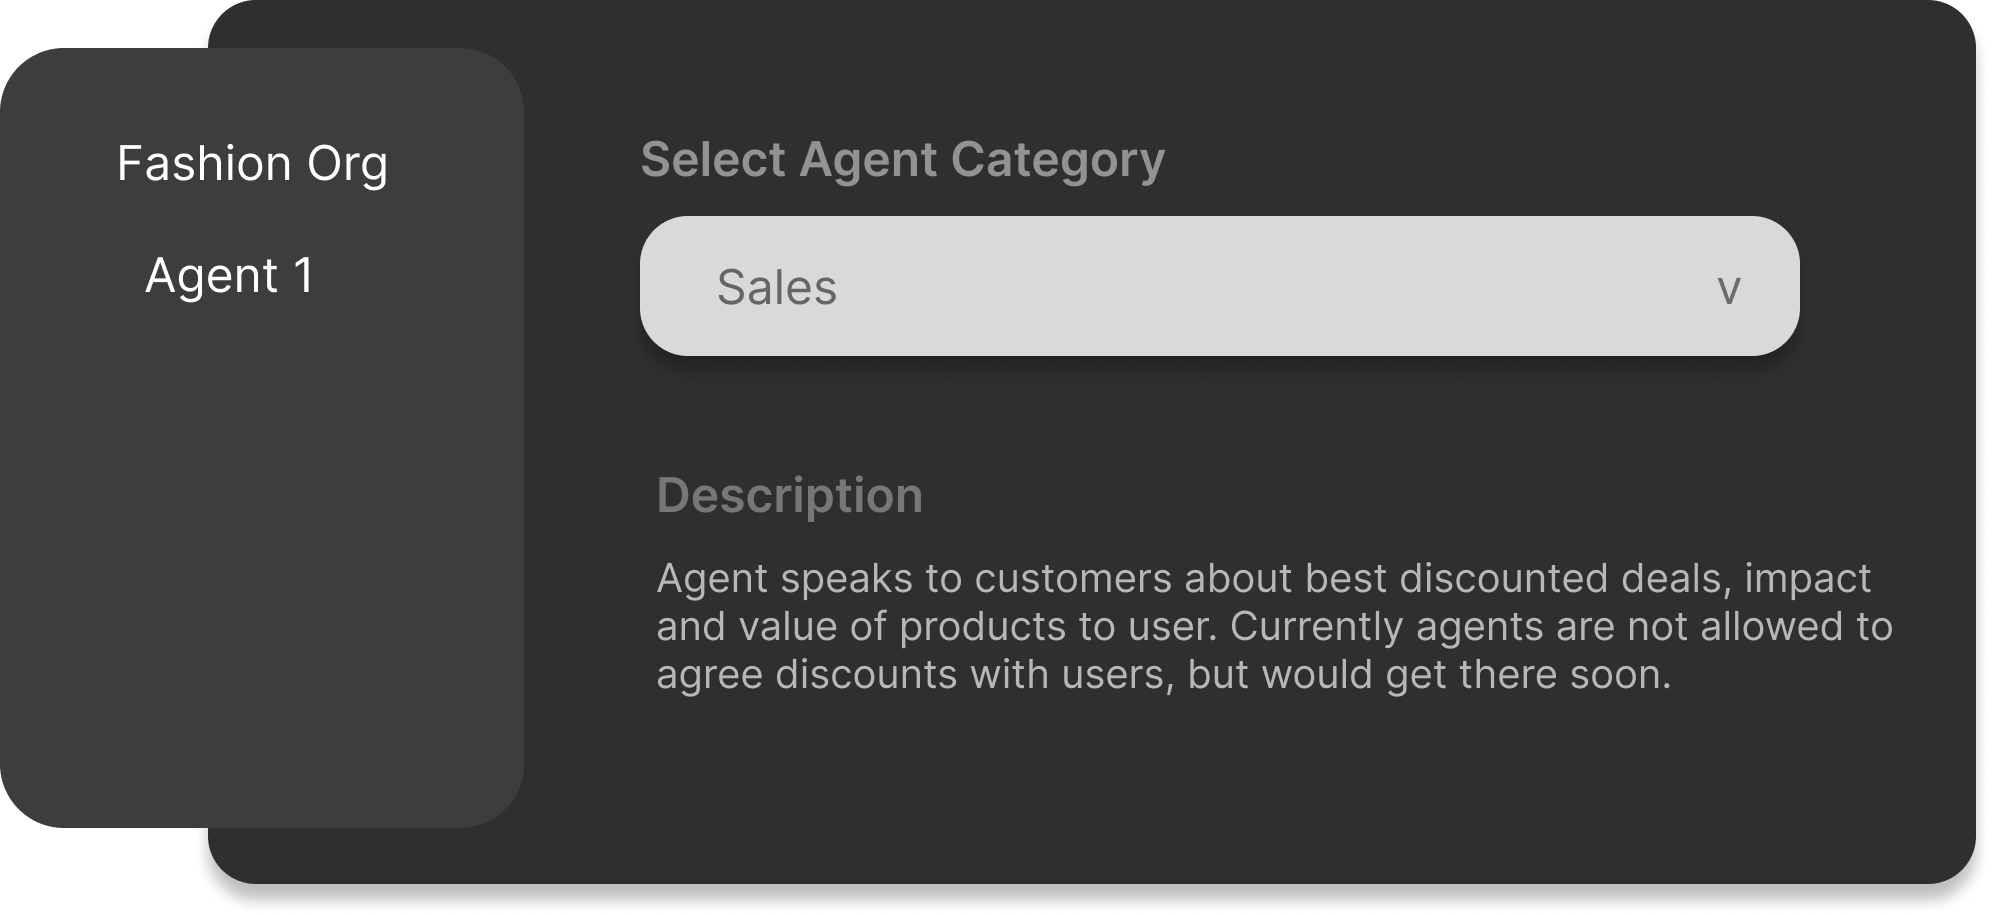 Fashion Org
Agent 1
Select Agent Category
Sales v
Description
Agent speaks to customers about best discounted deals, impact
and value of products to user. Currently agents are not allowed to
agree discounts with users, but would get there soon.